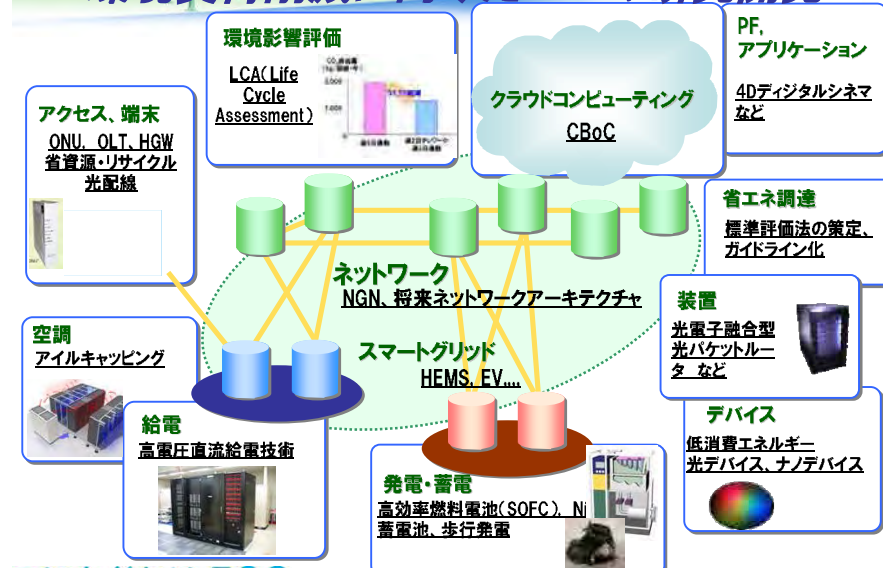 環境影響評価
LCA(Life
Cycle
Assessment)
クラウドコンピューティング
CBoC
PF,
アプリケーション
4Dディジタルシネマ
など
アクセス、端末
ONU, OLT、HGW
省資源・リサイクル
光配線
省エネ調達
標準評価法の策定、
ガイドライン化
ネットワーク
NGN、将来ネットワークアーキテクチャ
装置
光電子融合型
光パケットルー
タ など
空調
アイルキャッピング
スマートグリッド
HEMS, EV,...
給電
高電圧直流給電技術
デバイス
低消費エネルギー
光デバイス、ナノデバイス
発電・蓄電
高効率燃料電池(SOFC), Ni
蓄電池、歩行発電